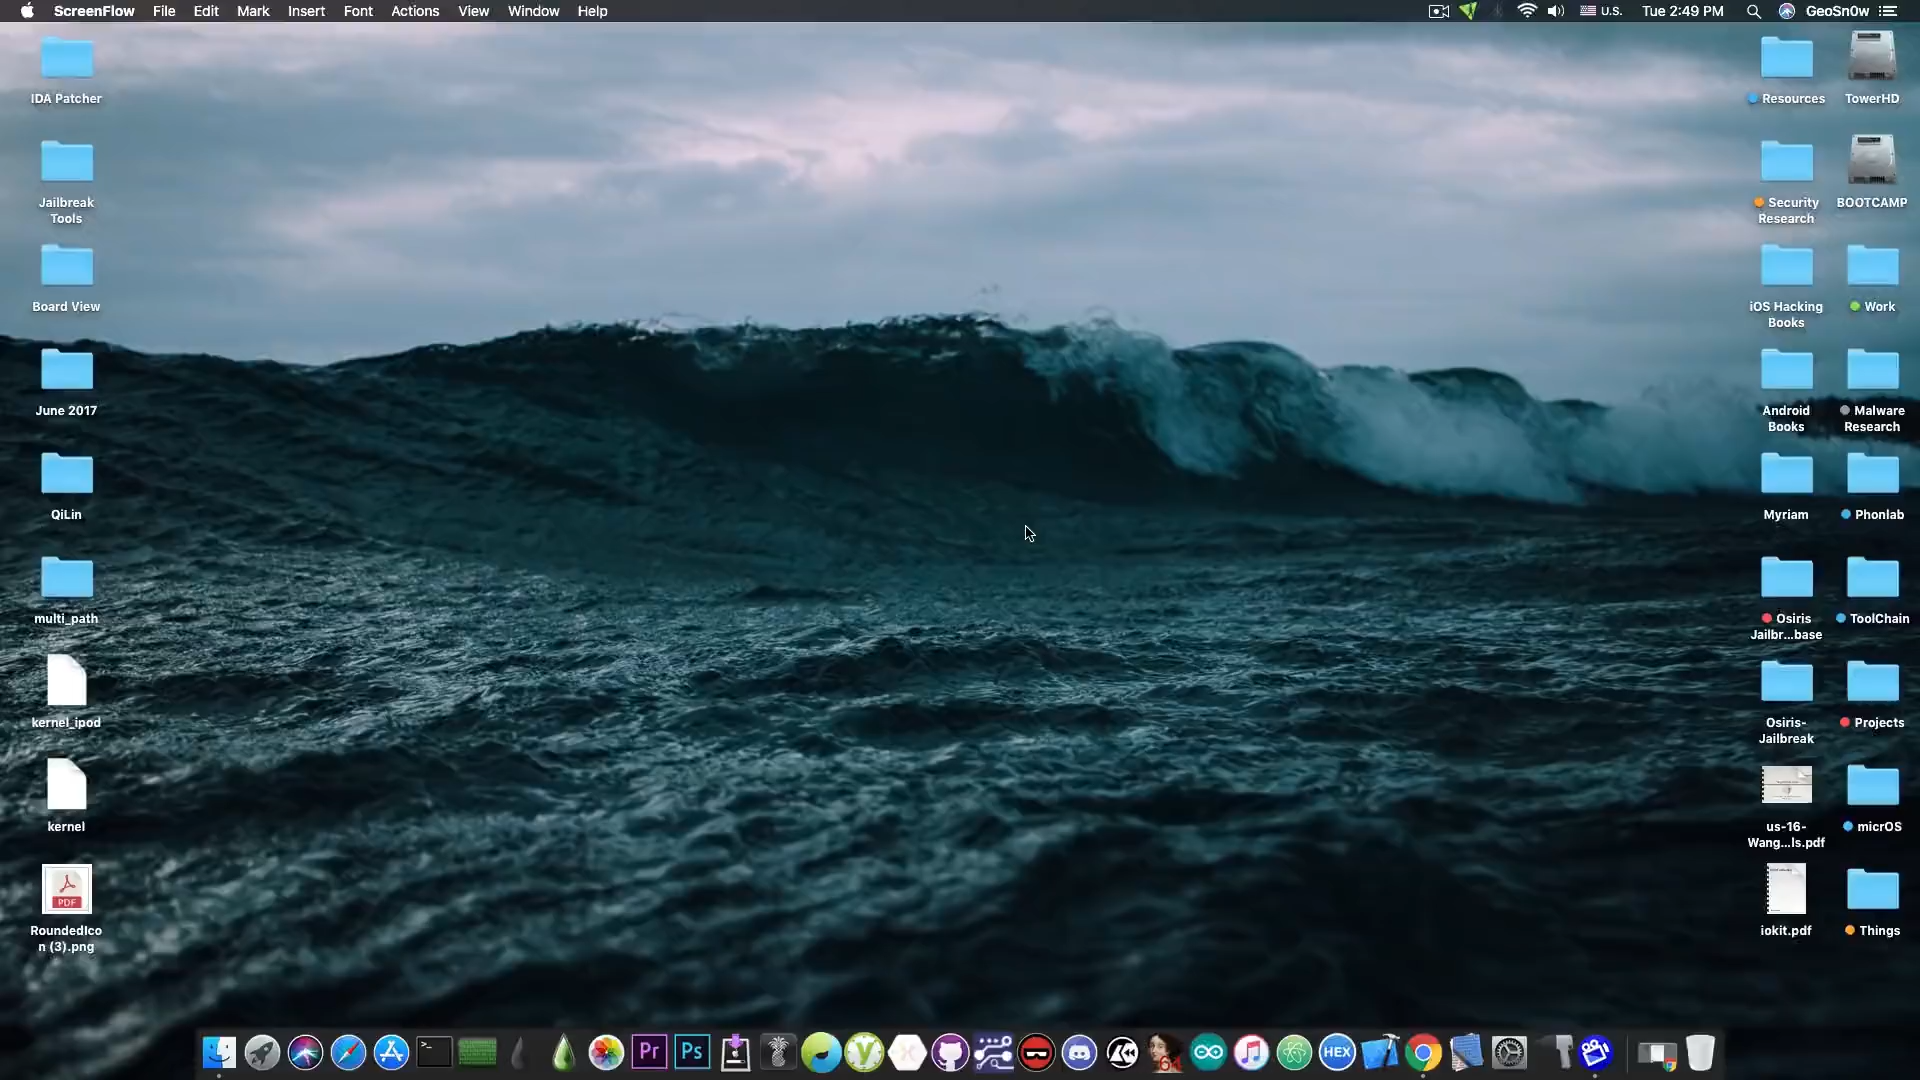 ScreenFlow File Edit Mark Insert Font Actions View Window Help
U.S. Tue 2:49 PM GeoSn0w
IDA Patcher
Jailbreak
Tools
Board View
June 2017
QiLin
multi_path
kernel_ipod
kernel
PDF
RoundedIco
n (3).png
Resources
Security
Research
iOS Hacking
Books
Android
Books
Myriam
Osiris
Jailbr...base
Osiris-
Jailbreak
us-16-
Wang...ls.pdf
iokit.pdf
TowerHD
BOOTCAMP
Work
Malware
Research
Phonlab
ToolChain
Projects
micrOS
Things
>_
Pr
Ps
y
64
HEX